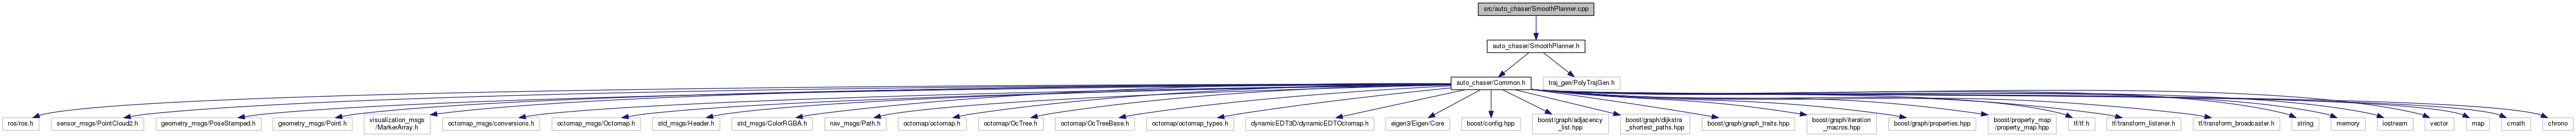 src/auto_chaser/SmoothPlanner.cpp
auto_chaser/SmoothPlanner.h
auto_chaser/Common.h
traj_gen/PolyTrajGen.h
ros/ros.h
sensor_msgs/PointCloud2.h
geometry_msgs/PoseStamped.h
geometry_msgs/Point.h
visualization_msgs
/MarkerArray.h
octomap_msgs/conversions.h
octomap_msgs/Octomap.h
std_msgs/Header.h
std_msgs/ColorRGBA.h
nav_msgs/Path.h
octomap/octomap.h
octomap/OcTree.h
octomap/OcTreeBase.h
octomap/octomap_types.h
dynamicEDT3D/dynamicEDTOctomap.h
eigen3/Eigen/Core
boost/config.hpp
boost/graph/adjacency
_list.hpp
boost/graph/dijkstra
_shortest_paths.hpp
boost/graph/graph_traits.hpp
boost/graph/iteration
_macros.hpp
boost/graph/properties.hpp
boost/property_map
/property_map.hpp
tf/tf.h
tf/transform_listener.h
tf/transform_broadcaster.h
string
memory
iostream
vector
map
cmath
chrono